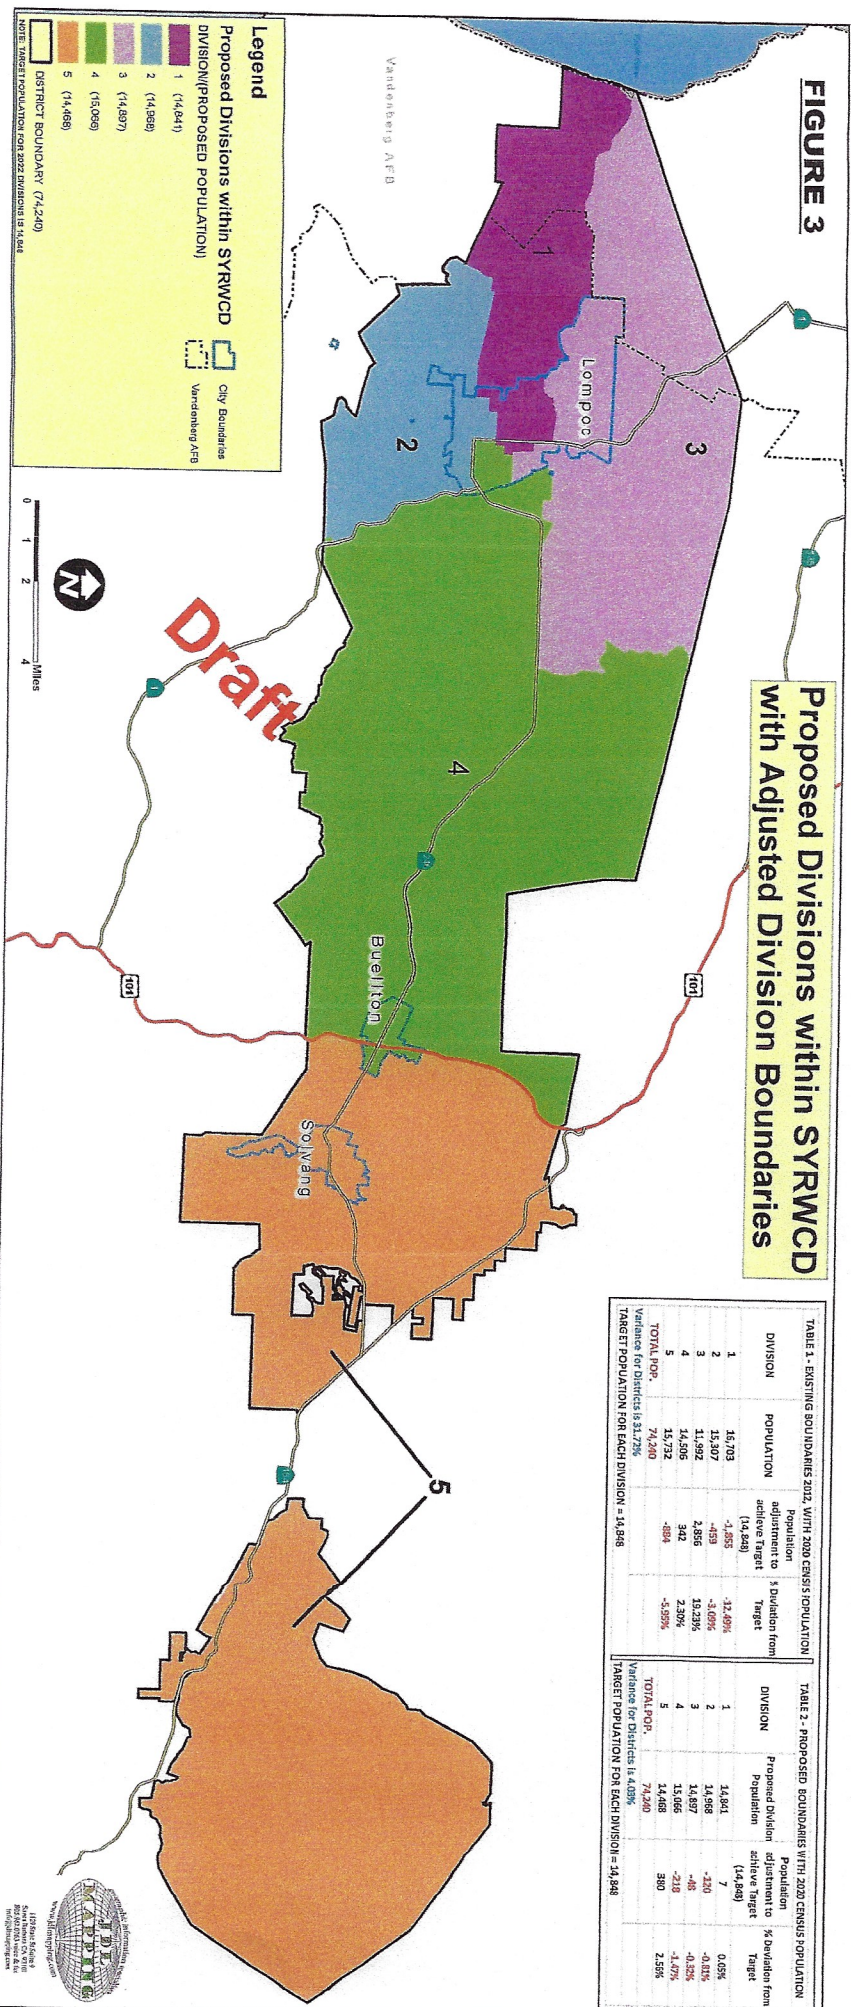 FIGURE 3
Proposed Divisions within SYRWCD
with Adjusted Division Boundaries
TABLE 1 - EXISTING BOUNDARIES 2012, WITH 2020 CENSIS POPULATION
DIVISION POPULATION Population adjustment to achieve Target (14,848) % Diviation from Target
1 16,703 -1,855 -12.49%
2 15,307 -459 -3.09%
3 11,992 2,856 19.23%
4 14,506 342 2.30%
5 15,732 -884 -5.95%
TOTAL POP. 74,240
Variance for Districts is 31.72%
TARGET POPULATION FOR EACH DIVISION = 14,848
TABLE 2 - PROPOSED BOUNDARIES WITH 2020 CENSUS POPULATION
DIVISION Proposed Division Population Population adjustment to achieve Target (14,848) % Deviation from Target
1 14,841 7 0.05%
2 14,968 -120 -0.81%
3 14,897 -48 -0.32%
4 15,066 -218 -1.47%
5 14,468 380 2.56%
TOTAL POP. 74,240
Variance for Districts is 4.03%
TARGET POPULATION FOR EACH DIVISION = 14,848
Vandenberg AFB
1
Lompoc
3
1
2
4
Buellton
101
101
Solvang
5
1
Draft
Legend
Proposed Divisions within SYRWCD
DIVISION(PROPOSED POPULATION)
1 (14,841)
2 (14,968)
3 (14,897)
4 (15,066)
5 (14,468)
DISTRICT BOUNDARY (74,240)
NOTE: TARGET POPULATION FOR 2022 DIVISIONS IS 14,848
City Boundaries
Vandenberg AFB
0 1 2 4 Miles
N
JDL
MAPPING
www.jdlmapping.com